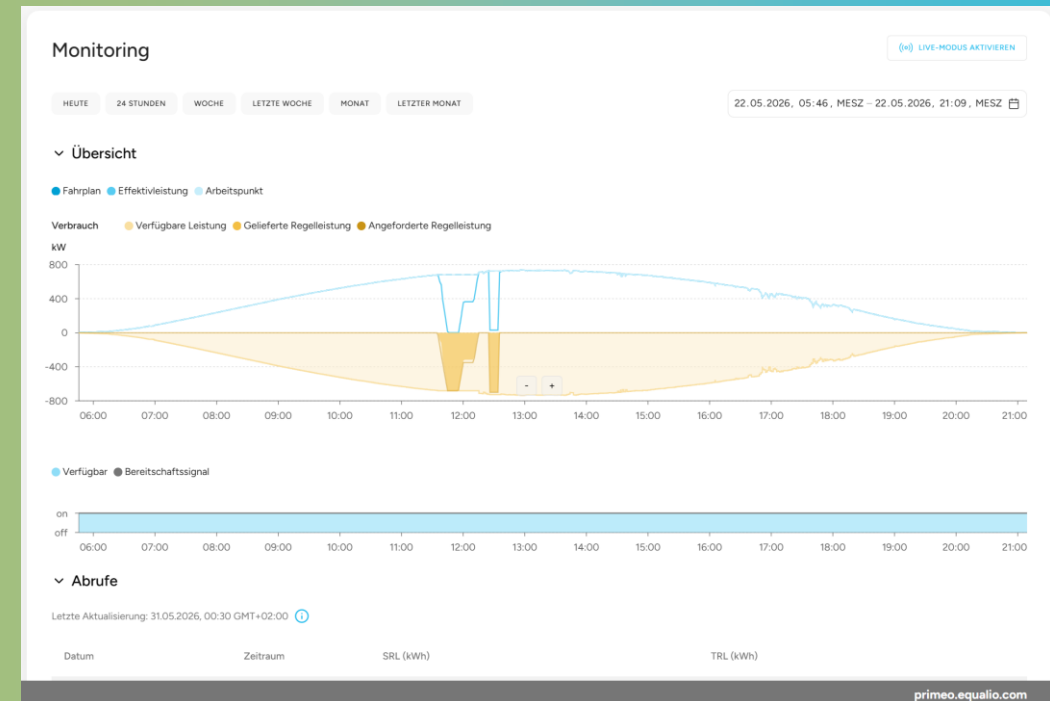 Monitoring
LIVE-MODUS AKTIVIEREN
HEUTE 24 STUNDEN WOCHE LETZTE WOCHE MONAT LETZTER MONAT
22.05.2026, 05:46, MESZ – 22.05.2026, 21:09, MESZ
Übersicht
Fahrplan Effektivleistung Arbeitspunkt
Verbrauch Verfügbare Leistung Gelieferte Regelleistung Angeforderte Regelleistung
kW
800
400
0
-400
- +
-800
06:00 07:00 08:00 09:00 10:00 11:00 12:00 13:00 14:00 15:00 16:00 17:00 18:00 19:00 20:00 21:00
Verfügbar Bereitschaftssignal
on
off
06:00 07:00 08:00 09:00 10:00 11:00 12:00 13:00 14:00 15:00 16:00 17:00 18:00 19:00 20:00 21:00
Abrufe
Letzte Aktualisierung: 31.05.2026, 00:30 GMT+02:00
Datum Zeitraum SRL (kWh) TRL (kWh)
primeo.equalio.com